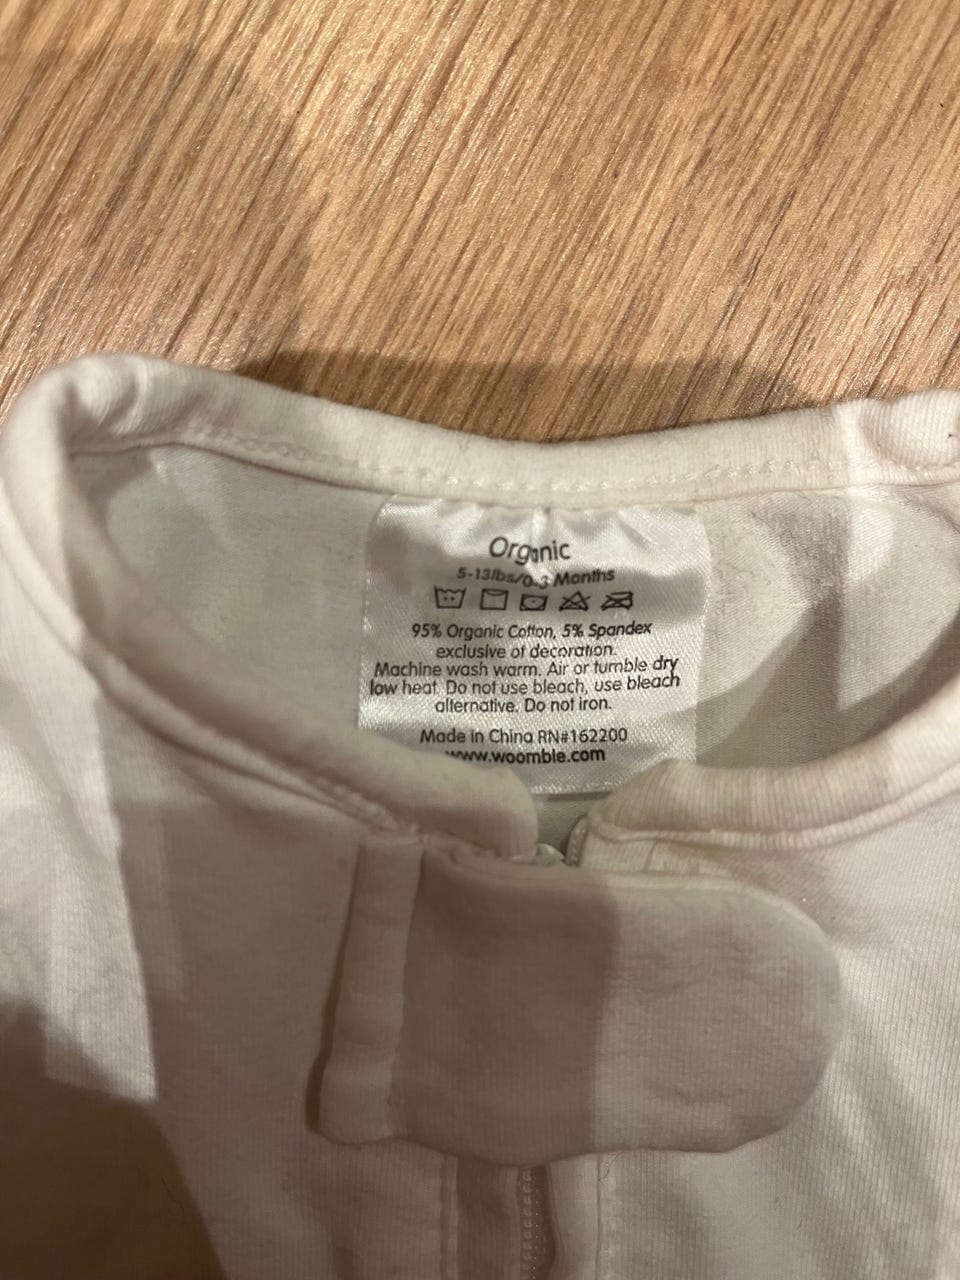 Organic
5-13lbs/0-3 Months
95% Organic Cotton, 5% Spandex
exclusive of decoration.
Machine wash warm. Air or tumble dry
low heat. Do not use bleach, use bleach
alternative. Do not iron.
Made in China RN#162200
www.woomble.com